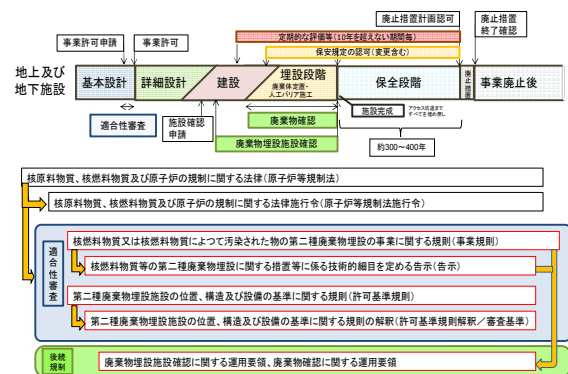 廃止措置計画認可
廃止措置
終了確認
定期的な評価等(10年を超えない期間毎)
事業許可申請
事業許可
保安規定の認可(変更含む)
地上及び
地下施設
基本設計
詳細設計
建設
埋設段階
廃棄体定置・
人工バリア施工
保全段階
廃止措置
事業廃止後
適合性審査
施設確認
申請
廃棄物確認
廃棄物埋設施設確認
施設完成
アクセス坑道まで
すべてを埋め戻し
約300~400年
核原料物質、核燃料物質及び原子炉の規制に関する法律(原子炉等規制法)
核原料物質、核燃料物質及び原子炉の規制に関する法律施行令(原子炉等規制法施行令)
適合性審査
核燃料物質又は核燃料物質によつて汚染された物の第二種廃棄物埋設の事業に関する規則(事業規則)
核燃料物質等の第二種廃棄物埋設に関する措置等に係る技術的細目を定める告示(告示)
第二種廃棄物埋設施設の位置、構造及び設備の基準に関する規則(許可基準規則)
第二種廃棄物埋設施設の位置、構造及び設備の基準に関する規則の解釈(許可基準規則解釈/審査基準)
後続
規制
廃棄物埋設施設確認に関する運用要領、廃棄物確認に関する運用要領